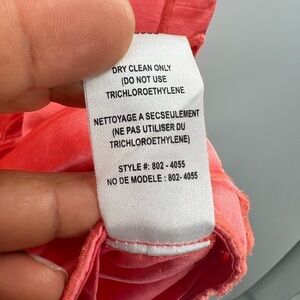 DRY CLEAN ONLY
(DO NOT USE
TRICHLOROETHYLENE
NETTOYAGE A SECSEULEMENT
(NE PAS UTILISER DU
TRICHLOROETHYLENE)
STYLE #: 802 - 4055
NO DE MODELE : 802- 4055